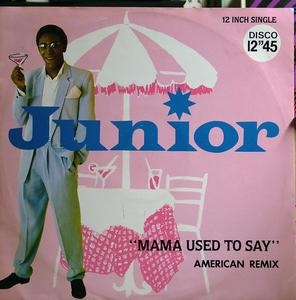 12 INCH SINGLE
DISCO
12"45
Junior
"MAMA USED TO SAY"
AMERICAN REMIX